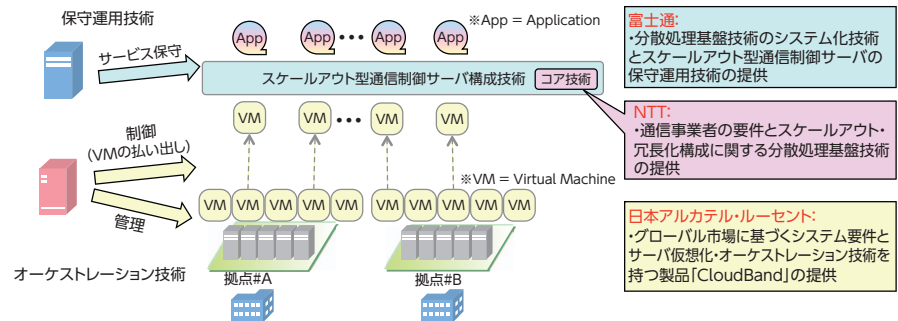 保守運用技術
※App = Application
App App ••• App App
サービス保守
スケールアウト型通信制御サーバ構成技術 コア技術
VM VM ••• VM VM
制御
(VMの払い出し)
※VM = Virtual Machine
VM VM VM VM VM VM VM VM VM VM
管理
オーケストレーション技術
拠点#A 拠点#B
富士通:
・分散処理基盤技術のシステム化技術
とスケールアウト型通信制御サーバの
保守運用技術の提供
NTT:
・通信事業者の要件とスケールアウト・
冗長化構成に関する分散処理基盤技術
の提供
日本アルカテル・ルーセント:
・グローバル市場に基づくシステム要件と
サーバ仮想化・オーケストレーション技術を
持つ製品「CloudBand」の提供